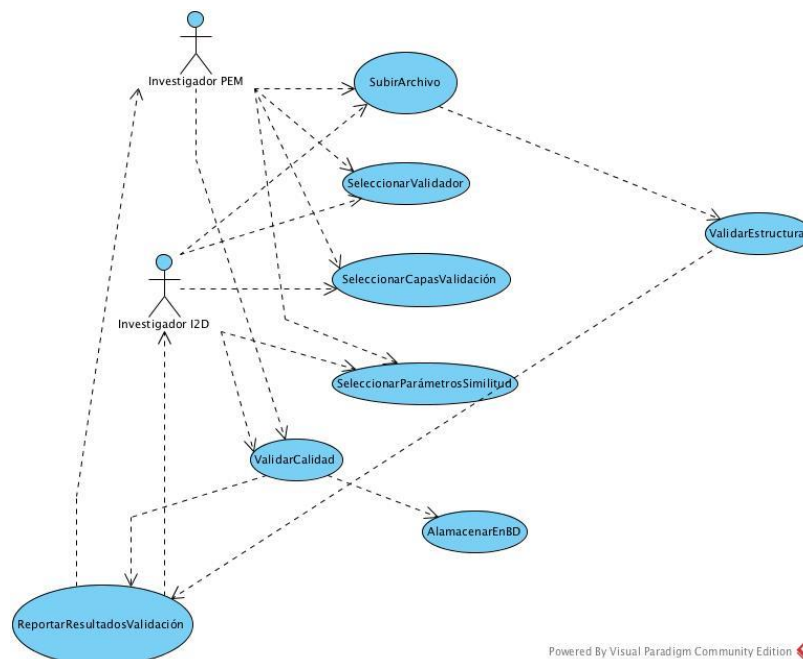 Investigador PEM
SubirArchivo
SeleccionarValidador
ValidarEstructura
SeleccionarCapasValidación
Investigador I2D
SeleccionarParámetrosSimilitud
ValidarCalidad
AlamacenarEnBD
ReportarResultadosValidación
Powered By Visual Paradigm Community Edition